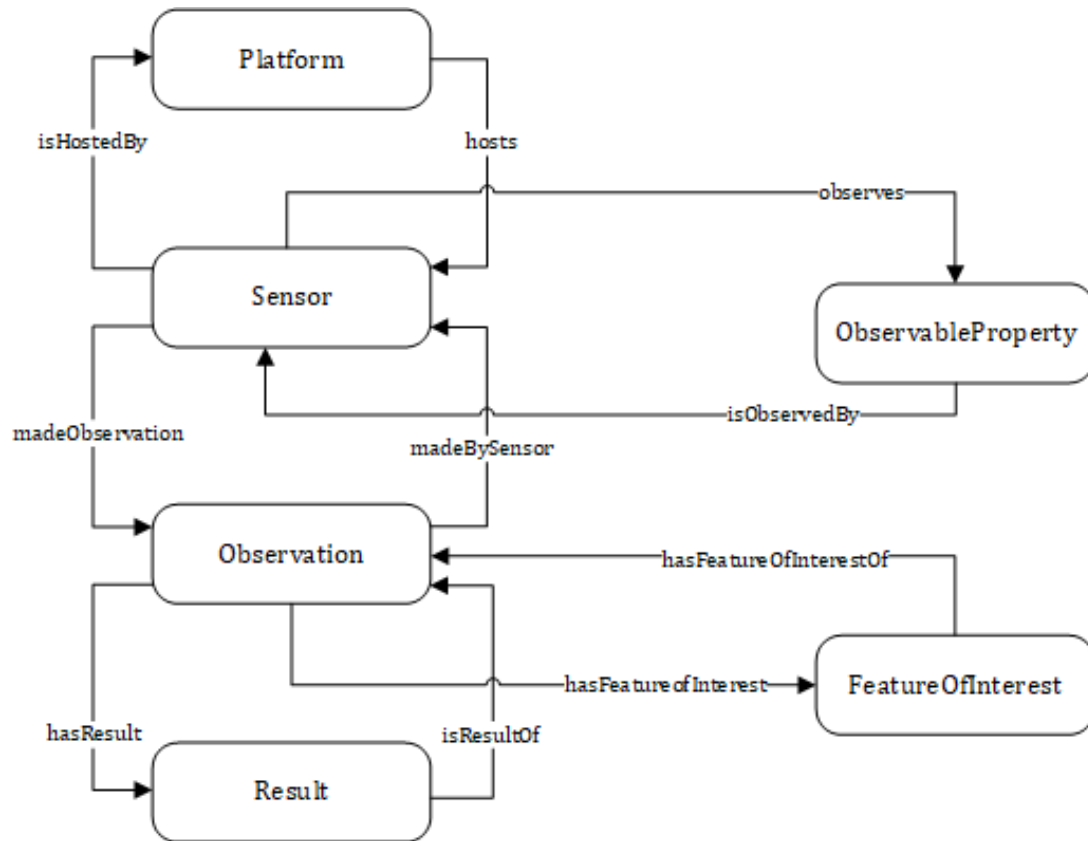 Platform
isHostedBy
hosts
observes
Sensor
ObservableProperty
isObservedBy
madeObservation
madeBySensor
Observation
hasFeatureOfInterestOf
hasFeatureofInterest
FeatureOfInterest
hasResult
isResultOf
Result